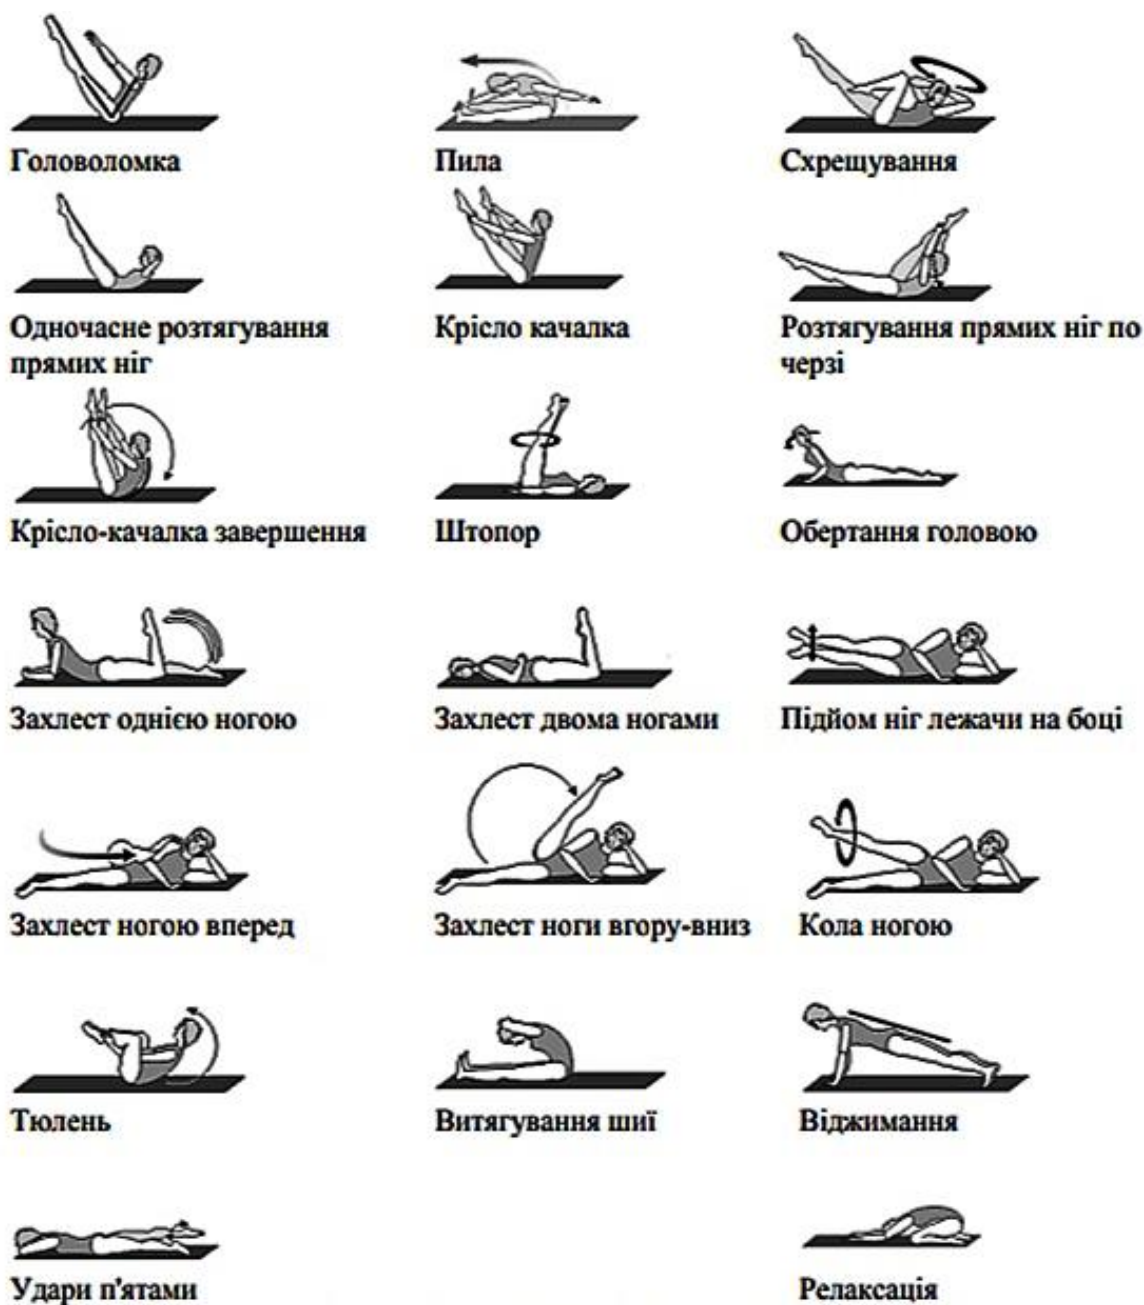 Головоломка
Пила
Схрещування
Одночасне розтягування
прямих ніг
Крісло качалка
Розтягування прямих ніг по
черзі
Крісло-качалка завершення
Штопор
Обертання головою
Захлест однією ногою
Захлест двома ногами
Підйом ніг лежачи на боці
Захлест ногою вперед
Захлест ноги вгору-вниз
Кола ногою
Тюлень
Витягування шиї
Віджимання
Удари п'ятами
Релаксація